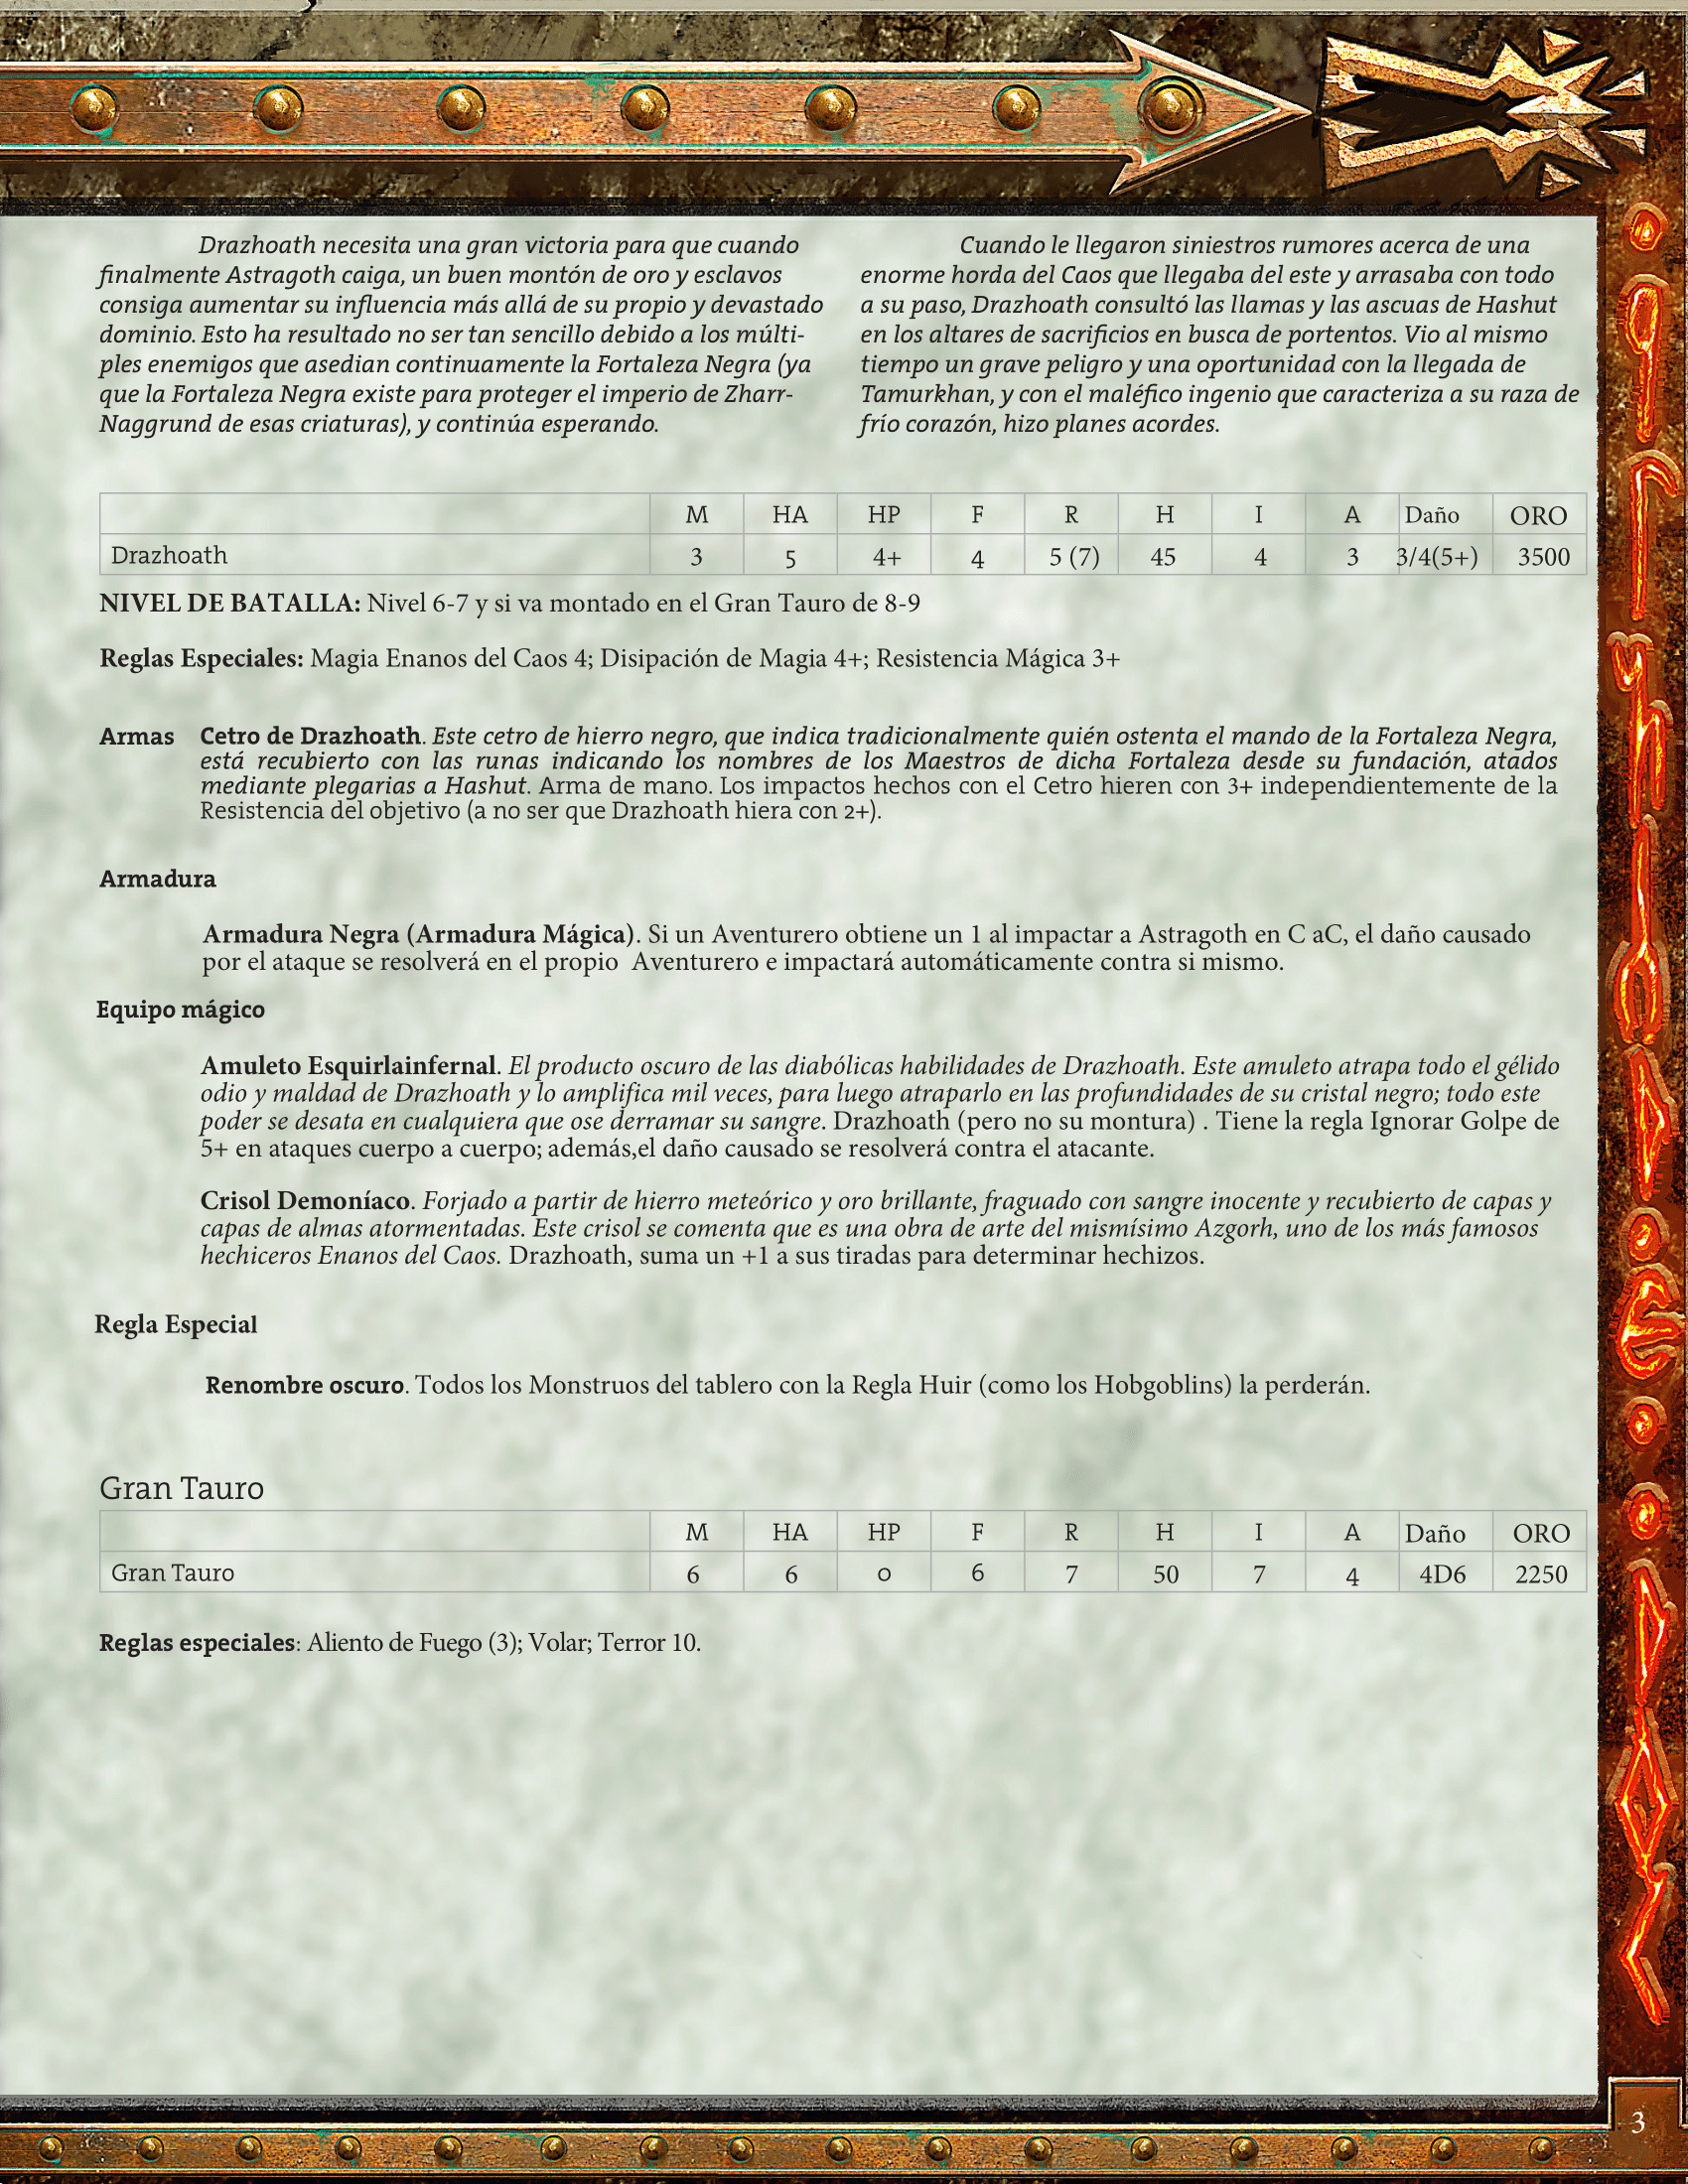 Drazhoath necesita una gran victoria para que cuando
finalmente Astragoth caiga, un buen montón de oro y esclavos
consiga aumentar su influencia más allá de su propio y devastado
dominio. Esto ha resultado no ser tan sencillo debido a los múlti-
ples enemigos que asedian continuamente la Fortaleza Negra (ya
que la Fortaleza Negra existe para proteger el imperio de Zharr-
Naggrund de esas criaturas), y continúa esperando.
Cuando le llegaron siniestros rumores acerca de una
enorme horda del Caos que llegaba del este y arrasaba con todo
a su paso, Drazhoath consultó las llamas y las ascuas de Hashut
en los altares de sacrificios en busca de portentos. Vio al mismo
tiempo un grave peligro y una oportunidad con la llegada de
Tamurkhan, y con el maléfico ingenio que caracteriza a su raza de
frío corazón, hizo planes acordes.
M HA HP F R H I A Daño ORO
Drazhoath 3 5 4+ 4 5 (7) 45 4 3 3/4(5+) 3500
NIVEL DE BATALLA: Nivel 6-7 y si va montado en el Gran Tauro de 8-9
Reglas Especiales: Magia Enanos del Caos 4; Disipación de Magia 4+; Resistencia Mágica 3+
Armas Cetro de Drazhoath. Este cetro de hierro negro, que indica tradicionalmente quién ostenta el mando de la Fortaleza Negra,
está recubierto con las runas indicando los nombres de los Maestros de dicha Fortaleza desde su fundación, atados
mediante plegarias a Hashut. Arma de mano. Los impactos hechos con el Cetro hieren con 3+ independientemente de la
Resistencia del objetivo (a no ser que Drazhoath hiera con 2+).
Armadura
Armadura Negra (Armadura Mágica). Si un Aventurero obtiene un 1 al impactar a Astragoth en C aC, el daño causado
por el ataque se resolverá en el propio Aventurero e impactará automáticamente contra si mismo.
Equipo mágico
Amuleto Esquirlainfernal. El producto oscuro de las diabólicas habilidades de Drazhoath. Este amuleto atrapa todo el gélido
odio y maldad de Drazhoath y lo amplifica mil veces, para luego atraparlo en las profundidades de su cristal negro; todo este
poder se desata en cualquiera que ose derramar su sangre. Drazhoath (pero no su montura) . Tiene la regla Ignorar Golpe de
5+ en ataques cuerpo a cuerpo; además,el daño causado se resolverá contra el atacante.
Crisol Demoníaco. Forjado a partir de hierro meteórico y oro brillante, fraguado con sangre inocente y recubierto de capas y
capas de almas atormentadas. Este crisol se comenta que es una obra de arte del mismísimo Azgorh, uno de los más famosos
hechiceros Enanos del Caos. Drazhoath, suma un +1 a sus tiradas para determinar hechizos.
Regla Especial
Renombre oscuro. Todos los Monstruos del tablero con la Regla Huir (como los Hobgoblins) la perderán.
Gran Tauro
M HA HP F R H I A Daño ORO
Gran Tauro 6 6 0 6 7 50 7 4 4D6 2250
Reglas especiales: Aliento de Fuego (3); Volar; Terror 10.
3